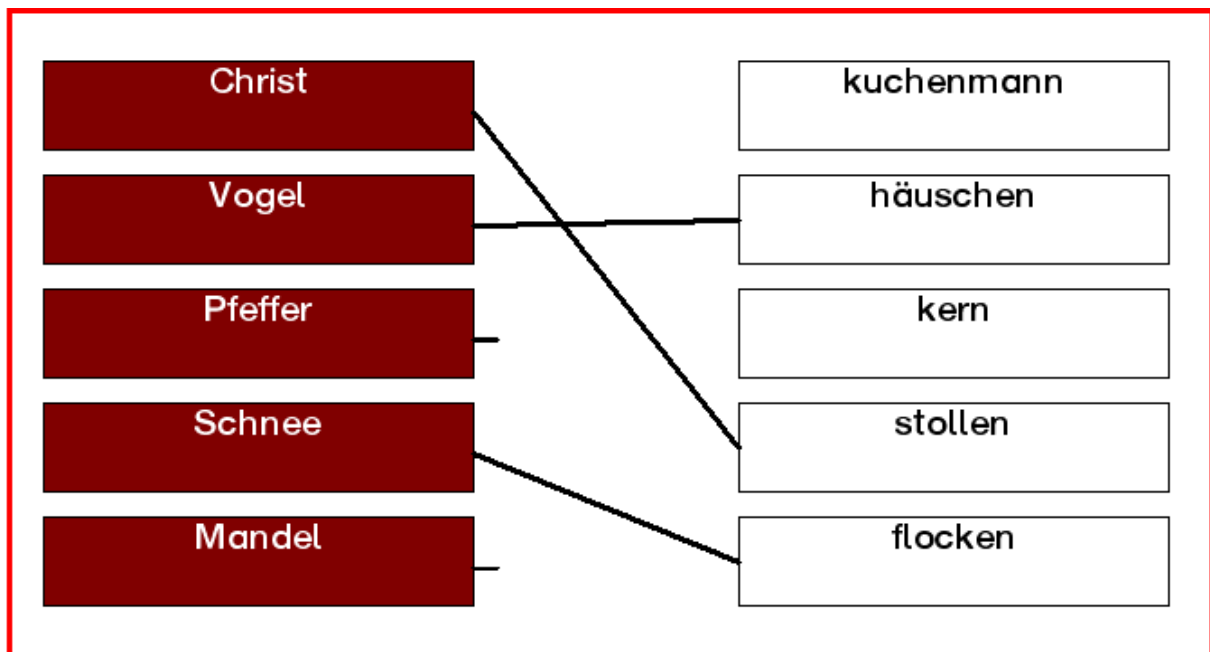 Christ
kuchenmann
Vogel
häuschen
Pfeffer
kern
Schnee
stollen
Mandel
flocken